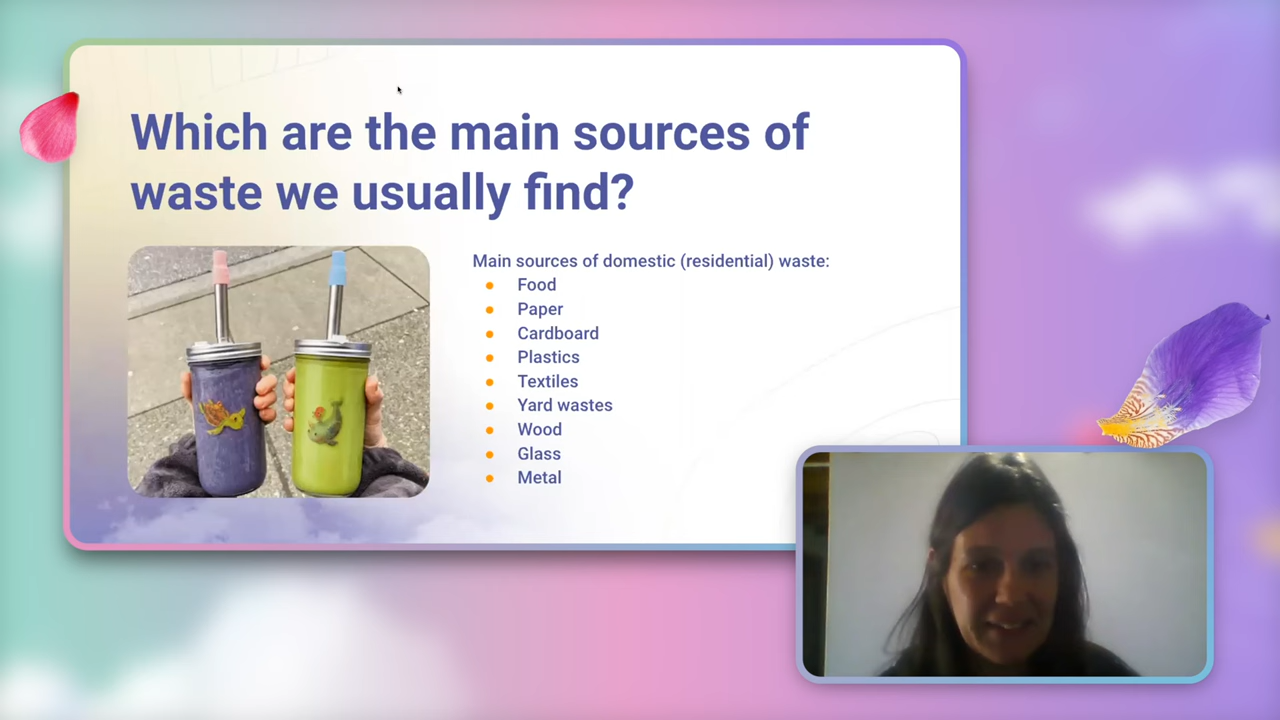 Which are the main sources of
waste we usually find?
Main sources of domestic (residential) waste:
Food
Paper
Cardboard
Plastics
Textiles
Yard wastes
Wood
Glass
Metal